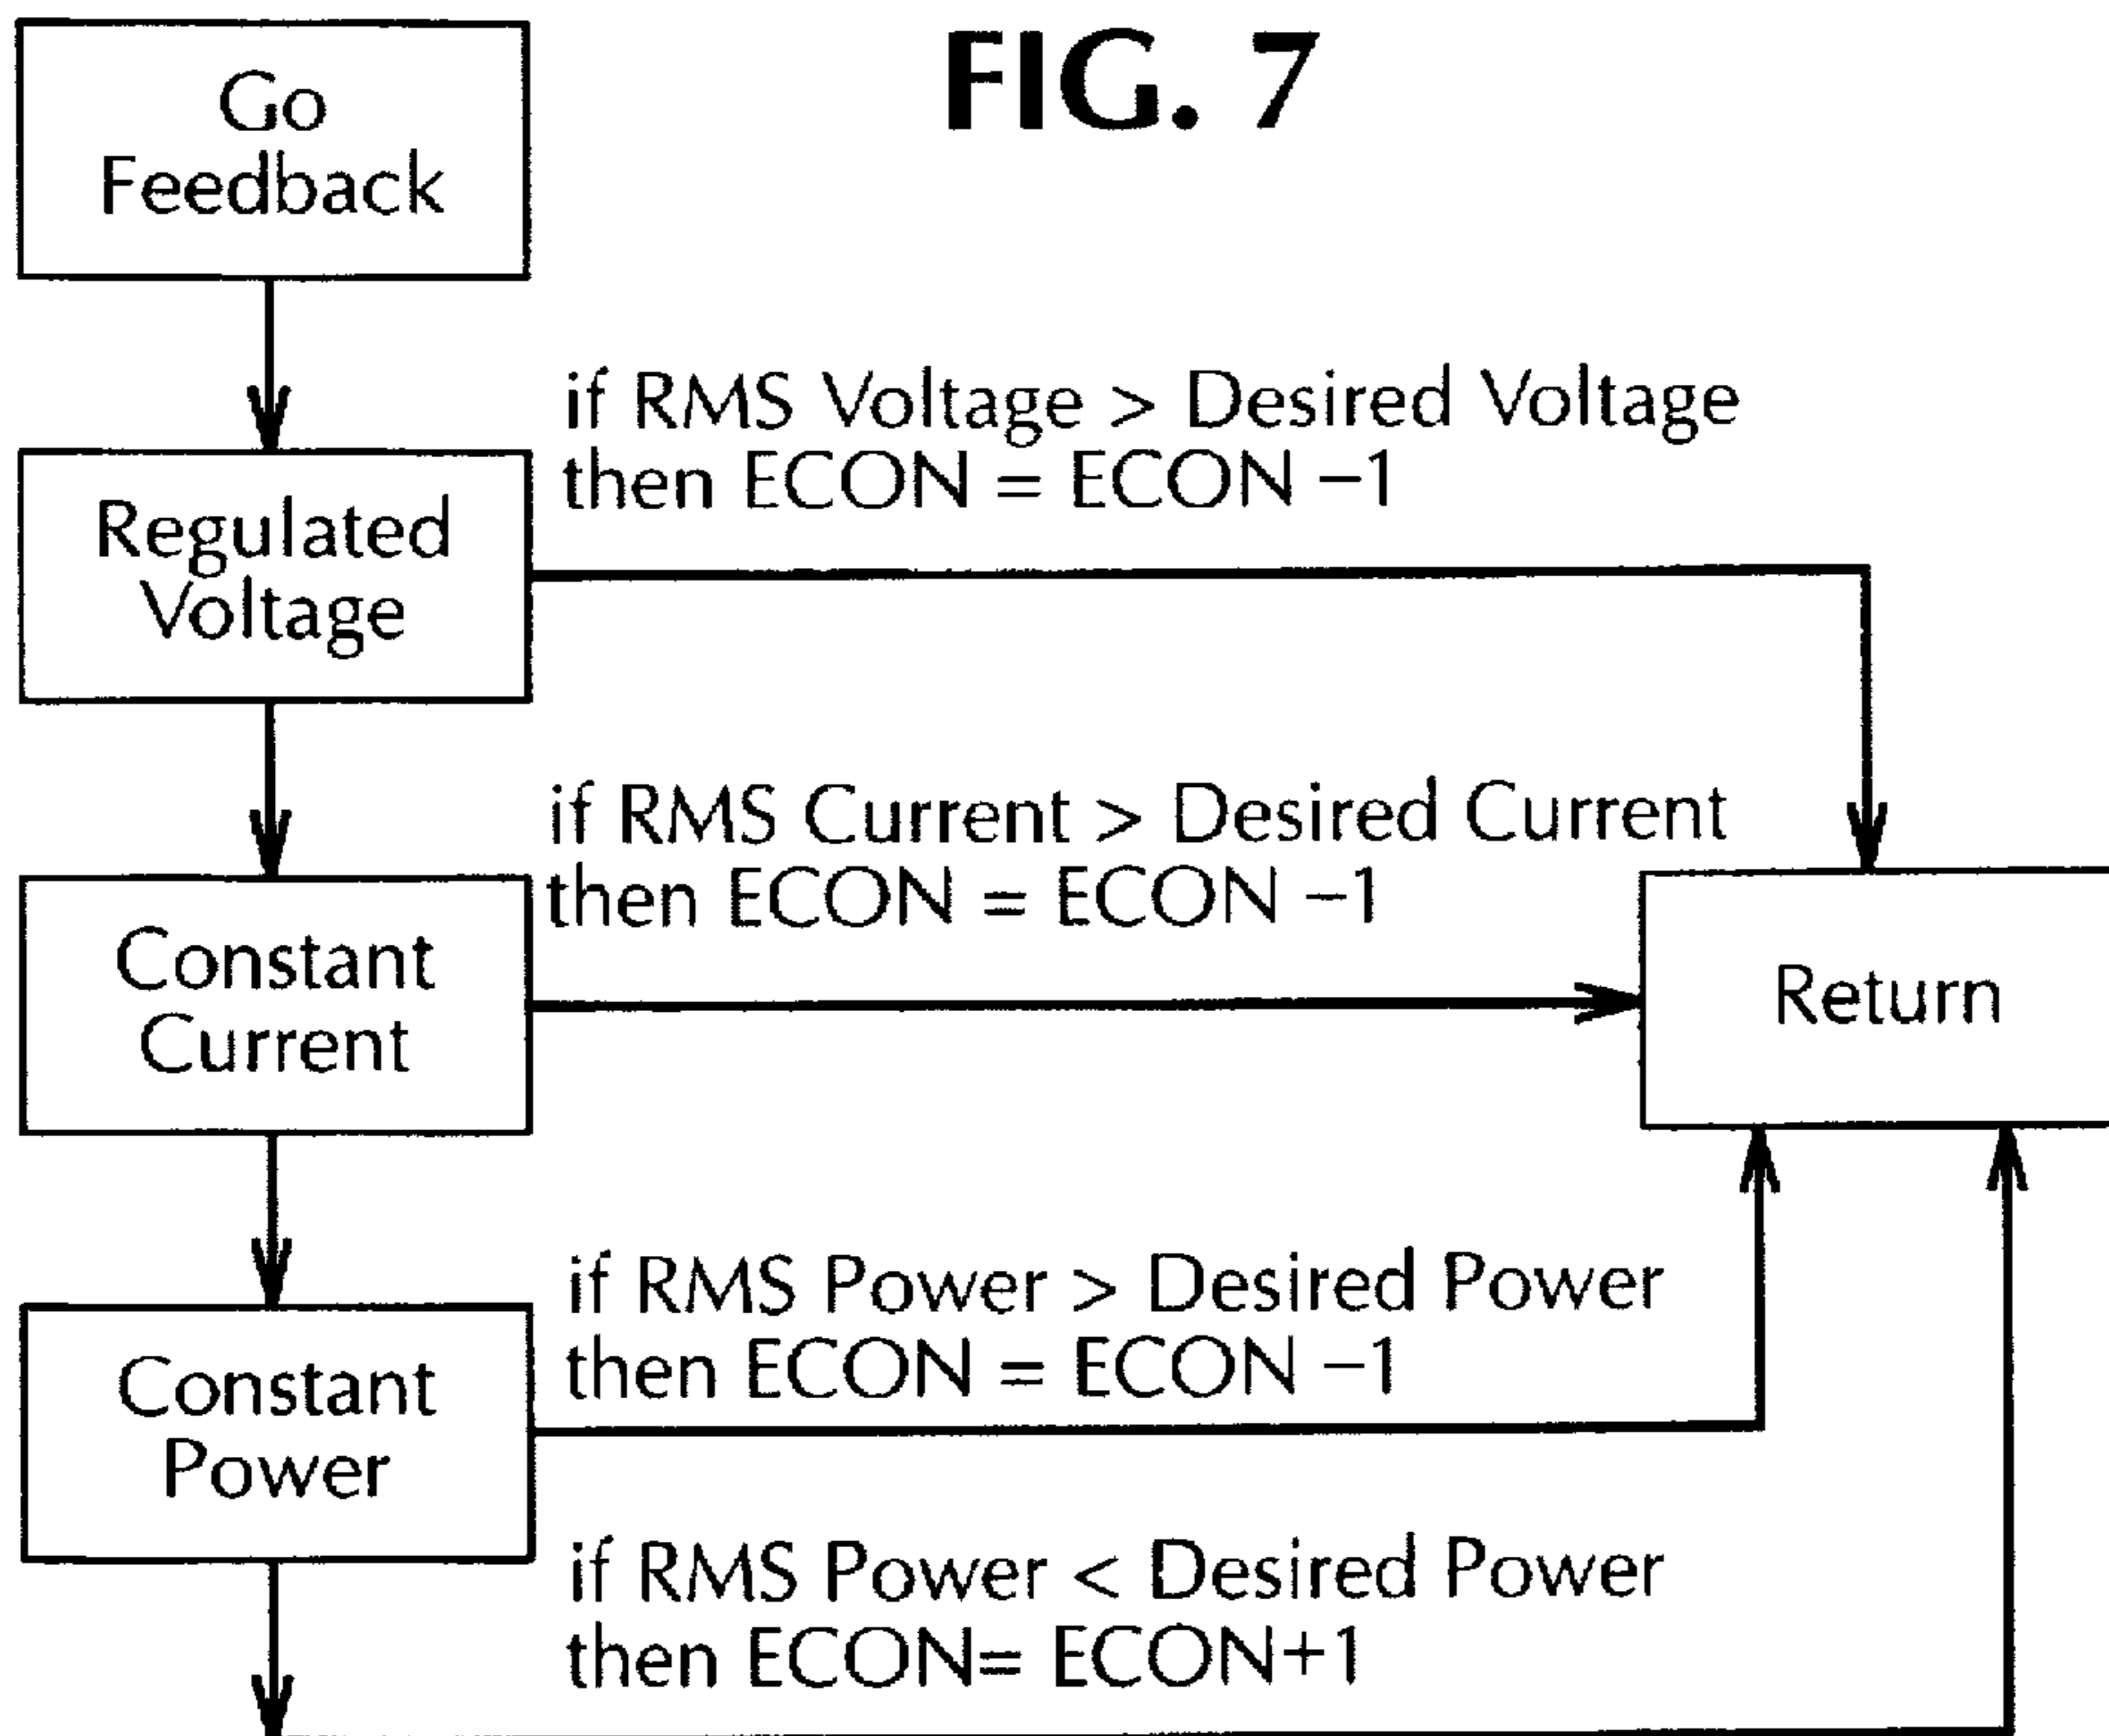 FIG. 7
Go
Feedback
if RMS Voltage > Desired Voltage
then ECON = ECON −1
Regulated
Voltage
if RMS Current > Desired Current
then ECON = ECON −1
Constant
Current
Return
if RMS Power > Desired Power
then ECON = ECON −1
Constant
Power
if RMS Power < Desired Power
then ECON= ECON+1